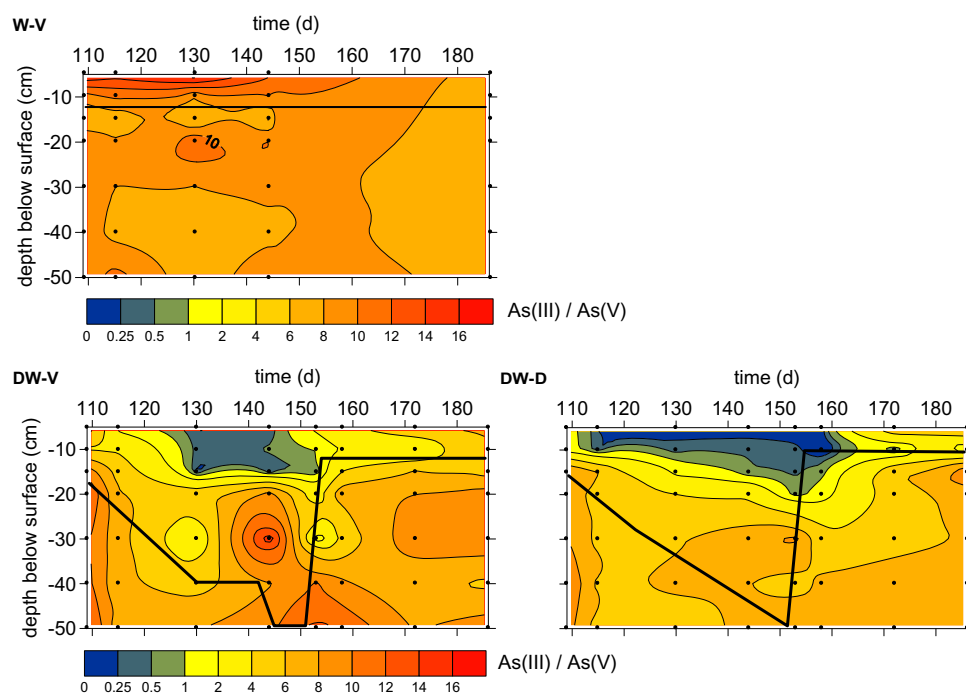 W-V time (d)
110 120 130 140 150 160 170 180
depth below surface (cm)
-10
-20
-30
-40
-50
10
0 0.25 0.5 1 2 4 6 8 10 12 14 16
As(III) / As(V)
DW-V time (d)
110 120 130 140 150 160 170 180
depth below surface (cm)
-10
-20
-30
-40
-50
0 0.25 0.5 1 2 4 6 8 10 12 14 16
As(III) / As(V)
DW-D time (d)
110 120 130 140 150 160 170 180
-10
-20
-30
-40
-50